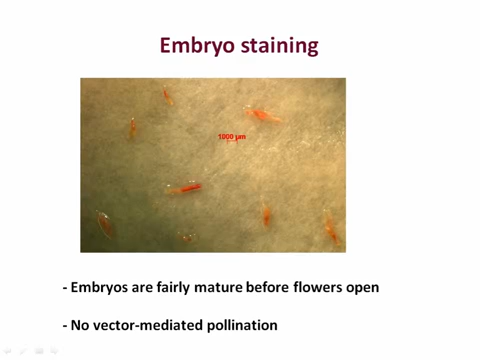 Embryo staining
1000 µm
- Embryos are fairly mature before flowers open
- No vector-mediated pollination